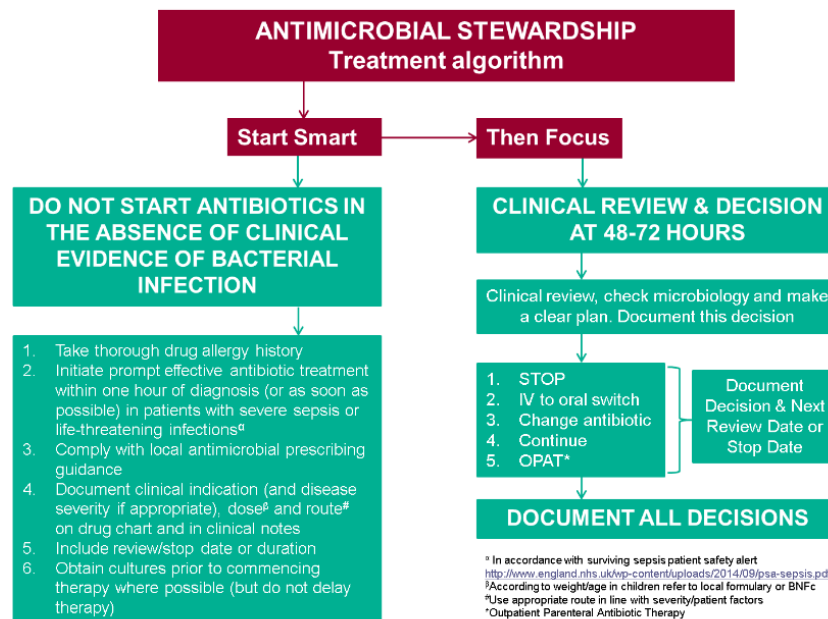 ANTIMICROBIAL STEWARDSHIP
Treatment algorithm
Start Smart
Then Focus
DO NOT START ANTIBIOTICS IN
THE ABSENCE OF CLINICAL
EVIDENCE OF BACTERIAL
INFECTION
1. Take thorough drug allergy history
2. Initiate prompt effective antibiotic treatment
within one hour of diagnosis (or as soon as
possible) in patients with severe sepsis or
life-threatening infectionsα
3. Comply with local antimicrobial prescribing
guidance
4. Document clinical indication (and disease
severity if appropriate), doseβ and route#
on drug chart and in clinical notes
5. Include review/stop date or duration
6. Obtain cultures prior to commencing
therapy where possible (but do not delay
therapy)
CLINICAL REVIEW & DECISION
AT 48-72 HOURS
Clinical review, check microbiology and make
a clear plan. Document this decision
1. STOP
2. IV to oral switch
3. Change antibiotic
4. Continue
5. OPAT*
Document
Decision & Next
Review Date or
Stop Date
DOCUMENT ALL DECISIONS
α In accordance with surviving sepsis patient safety alert
http://www.england.nhs.uk/wp-content/uploads/2014/09/psa-sepsis.pd
βAccording to weight/age in children refer to local formulary or BNFc
#Use appropriate route in line with severity/patient factors
*Outpatient Parenteral Antibiotic Therapy